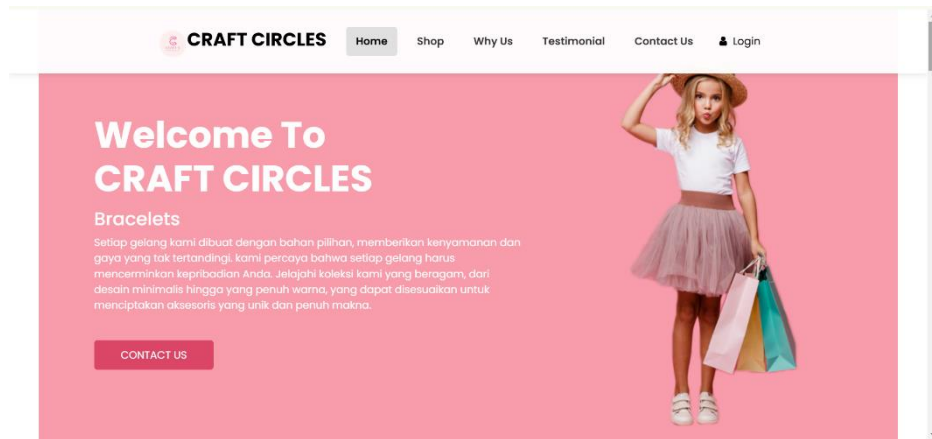 CRAFT CIRCLES
Home
Shop
Why Us
Testimonial
Contact Us
Login
Welcome To
CRAFT CIRCLES
Bracelets
Setiap gelang kami dibuat dengan bahan pilihan, memberikan kenyamanan dan
gaya yang tak tertandingi. kami percaya bahwa setiap gelang harus
mencerminkan kepribadian Anda. Jelajahi koleksi kami yang beragam, dari
desain minimalis hingga yang penuh warna, yang dapat disesuaikan untuk
menciptakan aksesoris yang unik dan penuh makna.
CONTACT US